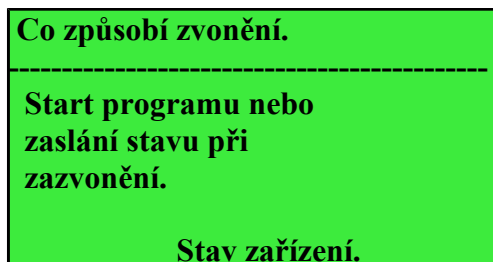 Co způsobí zvonění.
---------------------------------------------
Start programu nebo
zaslání stavu při
zazvonění.
Stav zařízení.